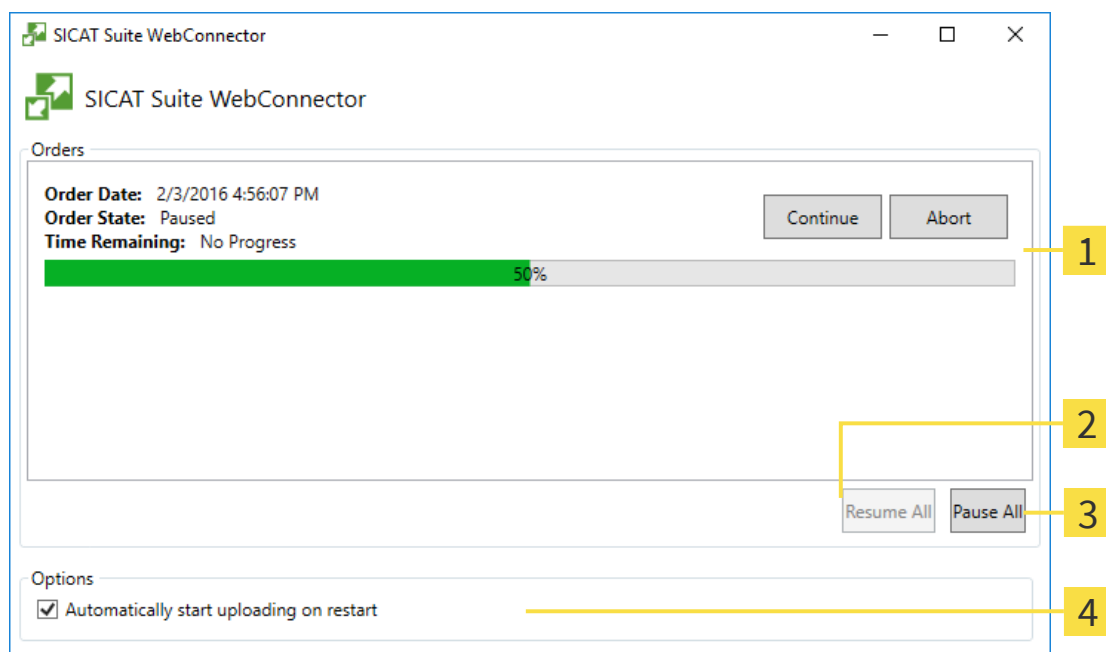 SICAT Suite WebConnector
SICAT Suite WebConnector
Orders
Order Date: 2/3/2016 4:56:07 PM
Order State: Paused
Time Remaining: No Progress
Continue
Abort
1
50%
2
Resume All
Pause All
3
Options
Automatically start uploading on restart
4